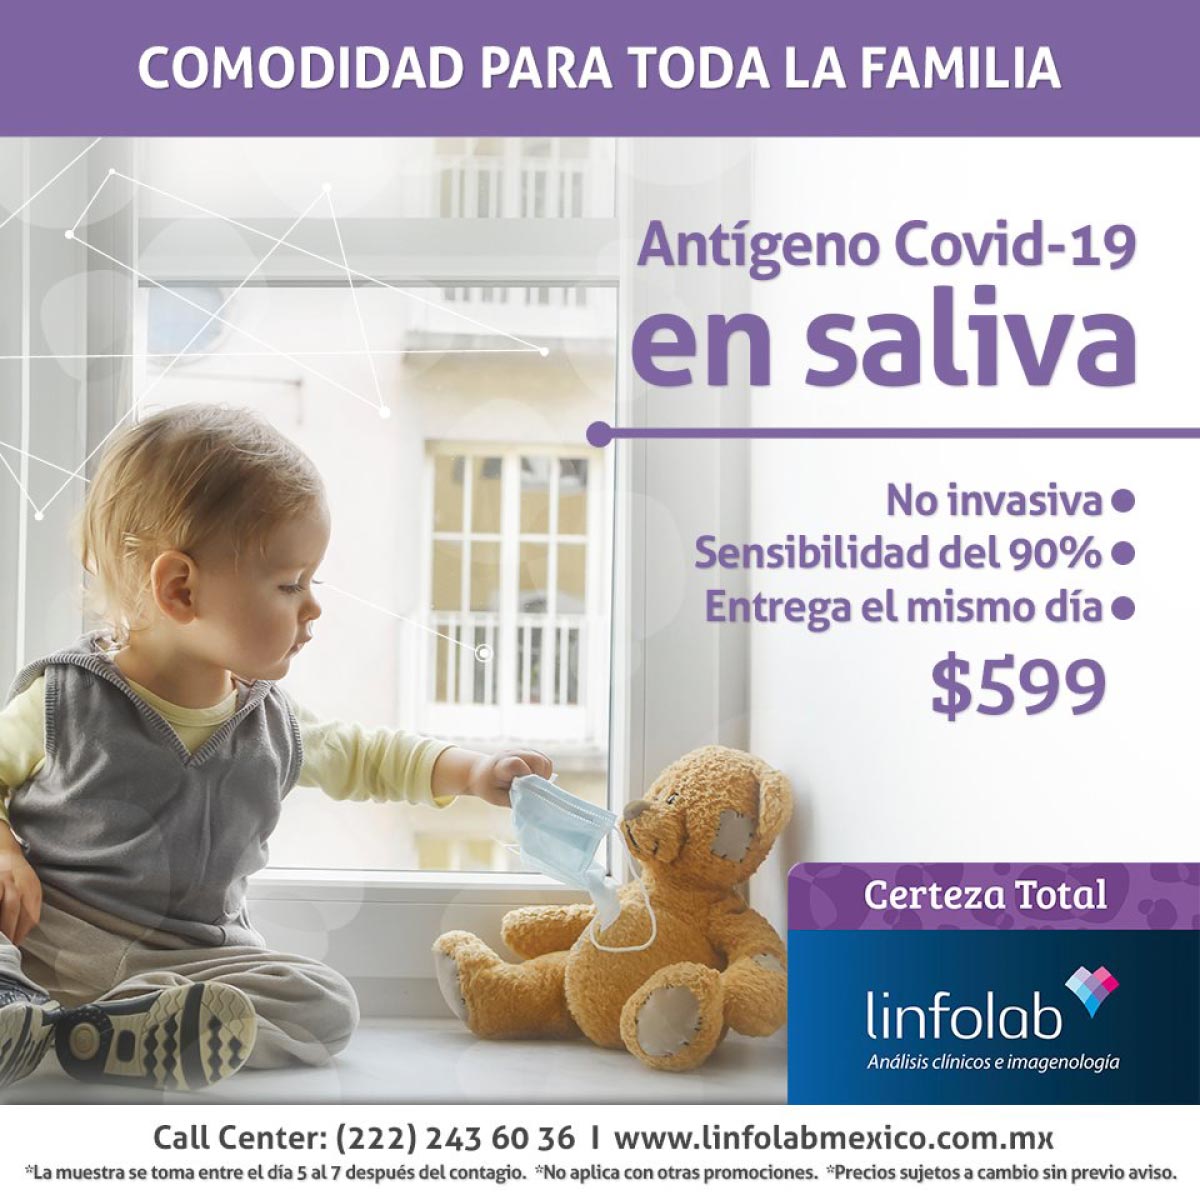 COMODIDAD PARA TODA LA FAMILIA
Antígeno Covid-19
en saliva
No invasiva ●
Sensibilidad del 90% ●
Entrega el mismo día ●
$599
Certeza Total
linfolab
Análisis clínicos e imagenología
Call Center: (222) 243 60 36 I www.linfolabmexico.com.mx
*La muestra se toma entre el día 5 al 7 después del contagio. *No aplica con otras promociones. *Precios sujetos a cambio sin previo aviso.